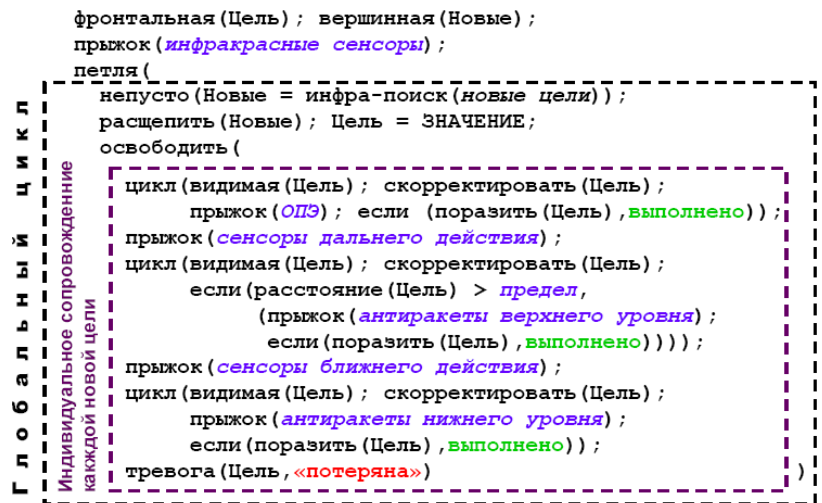 фронтальная(Цель); вершинная(Новые);
прыжок(инфракрасные сенсоры);
петля(
непусто(Новые = инфра-поиск(новые цели));
расщепить(Новые); Цель = ЗНАЧЕНИЕ;
освободить(
цикл(видимая(Цель); скорректировать(Цель);
прыжок(ОПЭ); если (поразить(Цель),выполнено));
прыжок(сенсоры дальнего действия);
цикл(видимая(Цель); скорректировать(Цель);
если(расстояние(Цель) > предел,
(прыжок(антиракеты верхнего уровня);
если(поразить(Цель),выполнено))));
прыжок(сенсоры ближнего действия);
цикл(видимая(Цель); скорректировать(Цель);
прыжок(антиракеты нижнего уровня);
если(поразить(Цель),выполнено));
тревога(Цель,«потеряна») )
Глобальный цикл
Индивидуальное сопровожденние
какждой новой цели